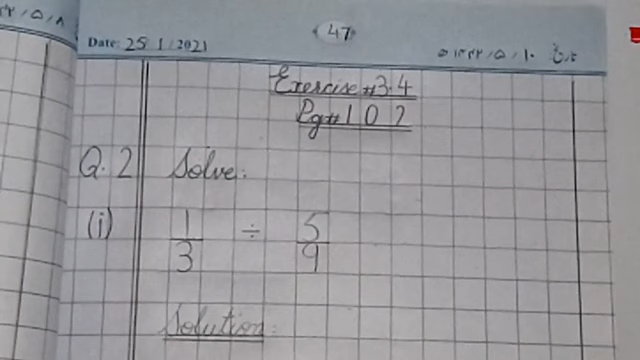 47
Date: 25 1/2021
Exercise#3.4
Pg#102
Q.2 Solve:
(i) 1/3 ÷ 5/9
Solution: